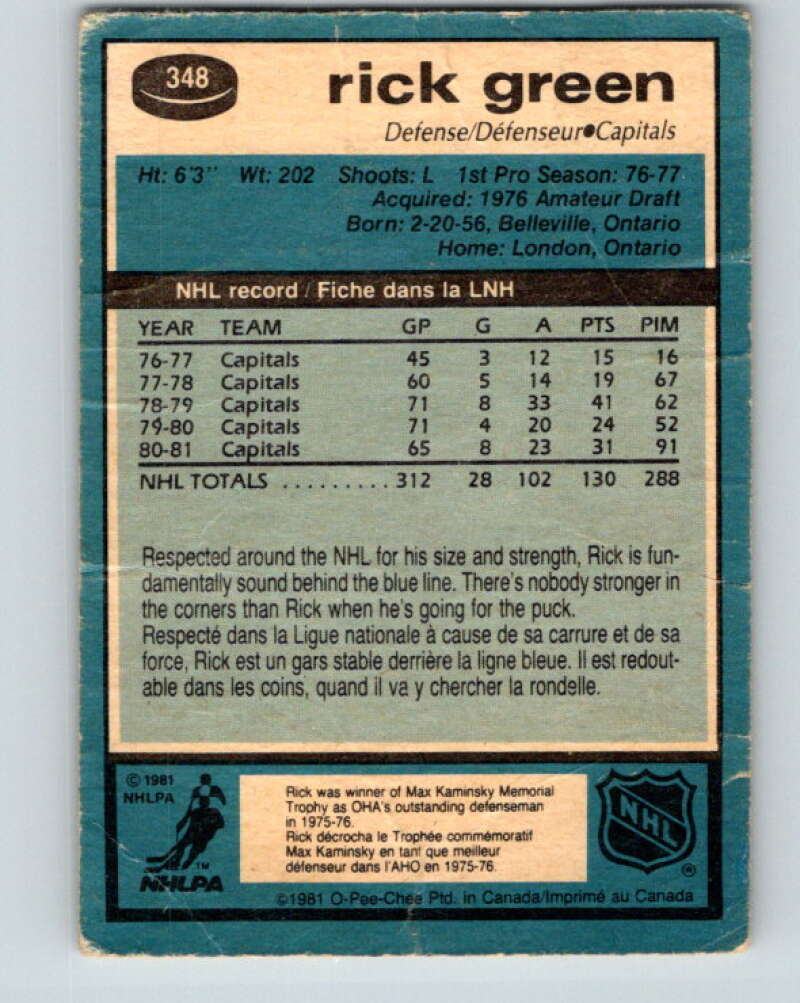 348
rick green
Defense/Défenseur●Capitals
Ht: 6'3" Wt: 202 Shoots: L 1st Pro Season: 76-77
Acquired: 1976 Amateur Draft
Born: 2-20-56, Belleville, Ontario
Home: London, Ontario
NHL record / Fiche dans la LNH
YEAR TEAM GP G A PTS PIM
76-77 Capitals 45 3 12 15 16
77-78 Capitals 60 5 14 19 67
78-79 Capitals 71 8 33 41 62
79-80 Capitals 71 4 20 24 52
80-81 Capitals 65 8 23 31 91
NHL TOTALS .......... 312 28 102 130 288
Respected around the NHL for his size and strength, Rick is fun-
damentally sound behind the blue line. There's nobody stronger in
the corners than Rick when he's going for the puck.
Respecté dans la Ligue nationale à cause de sa carrure et de sa
force, Rick est un gars stable derrière la ligne bleue. Il est redout-
able dans les coins, quand il va y chercher la rondelle.
© 1981
NHLPA
TM
NHLPA
Rick was winner of Max Kaminsky Memorial
Trophy as OHA's outstanding defenseman
in 1975-76.
Rick décrocha le Trophée commémoratif
Max Kaminsky en tant que meilleur
défenseur dans l'AHO en 1975-76.
NHL
®
©1981 O-Pee-Chee Ptd. in Canada/Imprimé au Canada